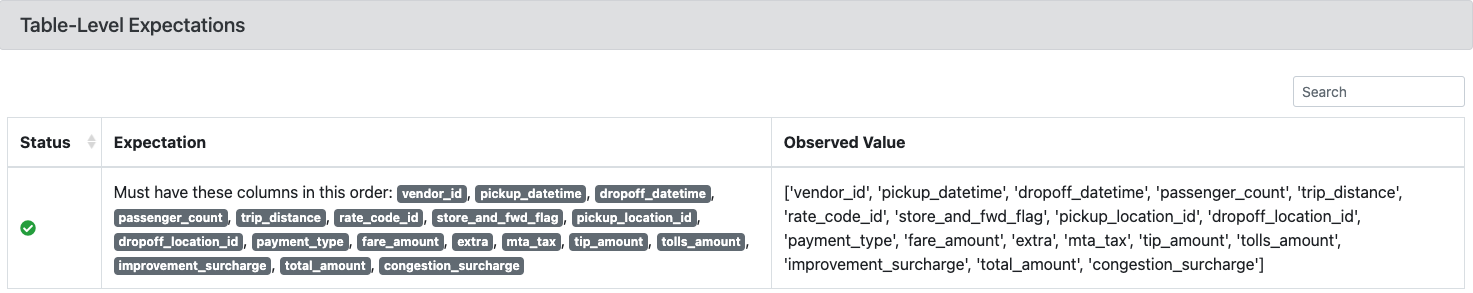 Table-Level Expectations
Search
Status
Expectation
Observed Value
Must have these columns in this order: vendor_id, pickup_datetime, dropoff_datetime,
passenger_count, trip_distance, rate_code_id, store_and_fwd_flag, pickup_location_id,
dropoff_location_id, payment_type, fare_amount, extra, mta_tax, tip_amount, tolls_amount,
improvement_surcharge, total_amount, congestion_surcharge
['vendor_id', 'pickup_datetime', 'dropoff_datetime', 'passenger_count', 'trip_distance',
'rate_code_id', 'store_and_fwd_flag', 'pickup_location_id', 'dropoff_location_id',
'payment_type', 'fare_amount', 'extra', 'mta_tax', 'tip_amount', 'tolls_amount',
'improvement_surcharge', 'total_amount', 'congestion_surcharge']